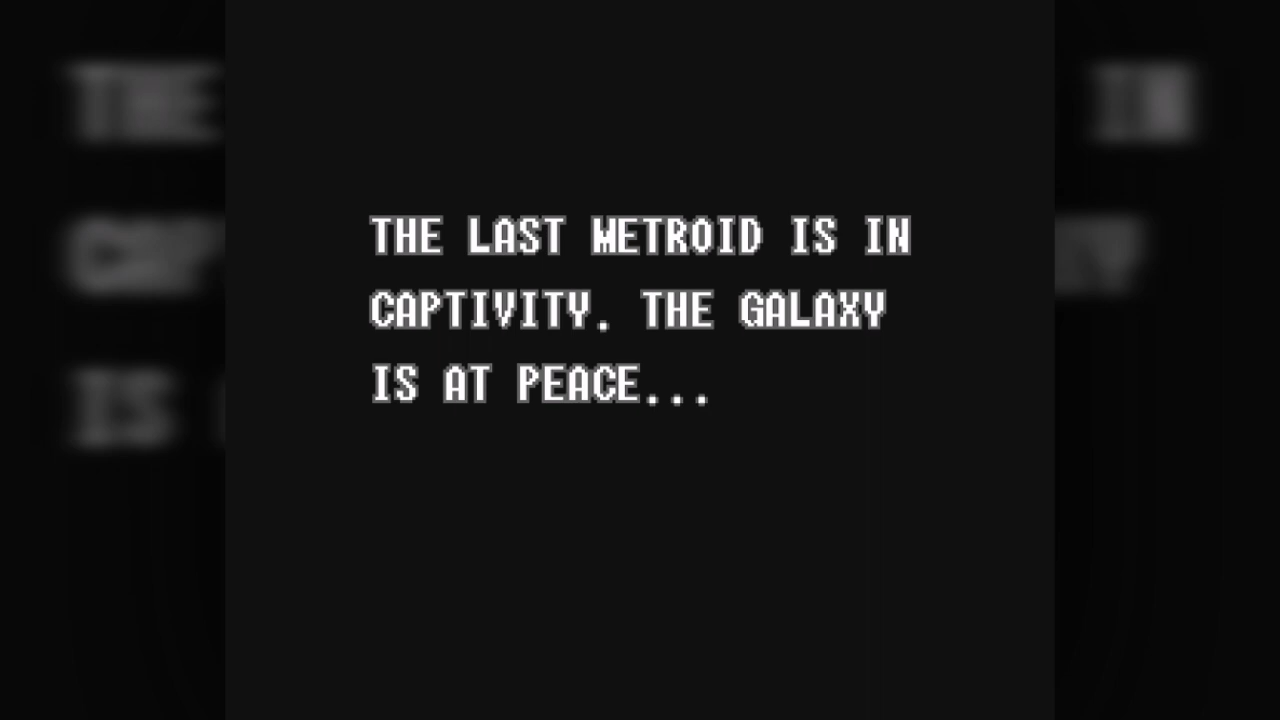 THE LAST METROID IS IN
CAPTIVITY. THE GALAXY
IS AT PEACE...